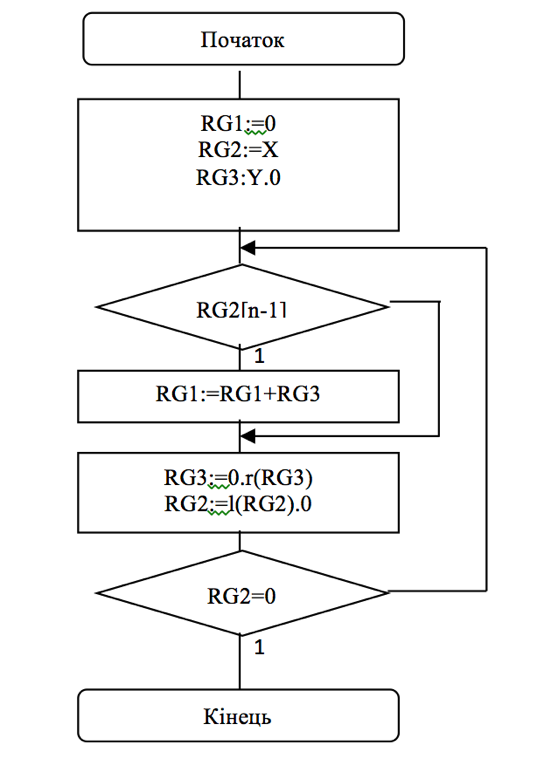 Початок
RG1:=0
RG2:=X
RG3:Y.0
RG2[n-1]
1
RG1:=RG1+RG3
RG3:=0.r(RG3)
RG2:=l(RG2).0
RG2=0
1
Кінець